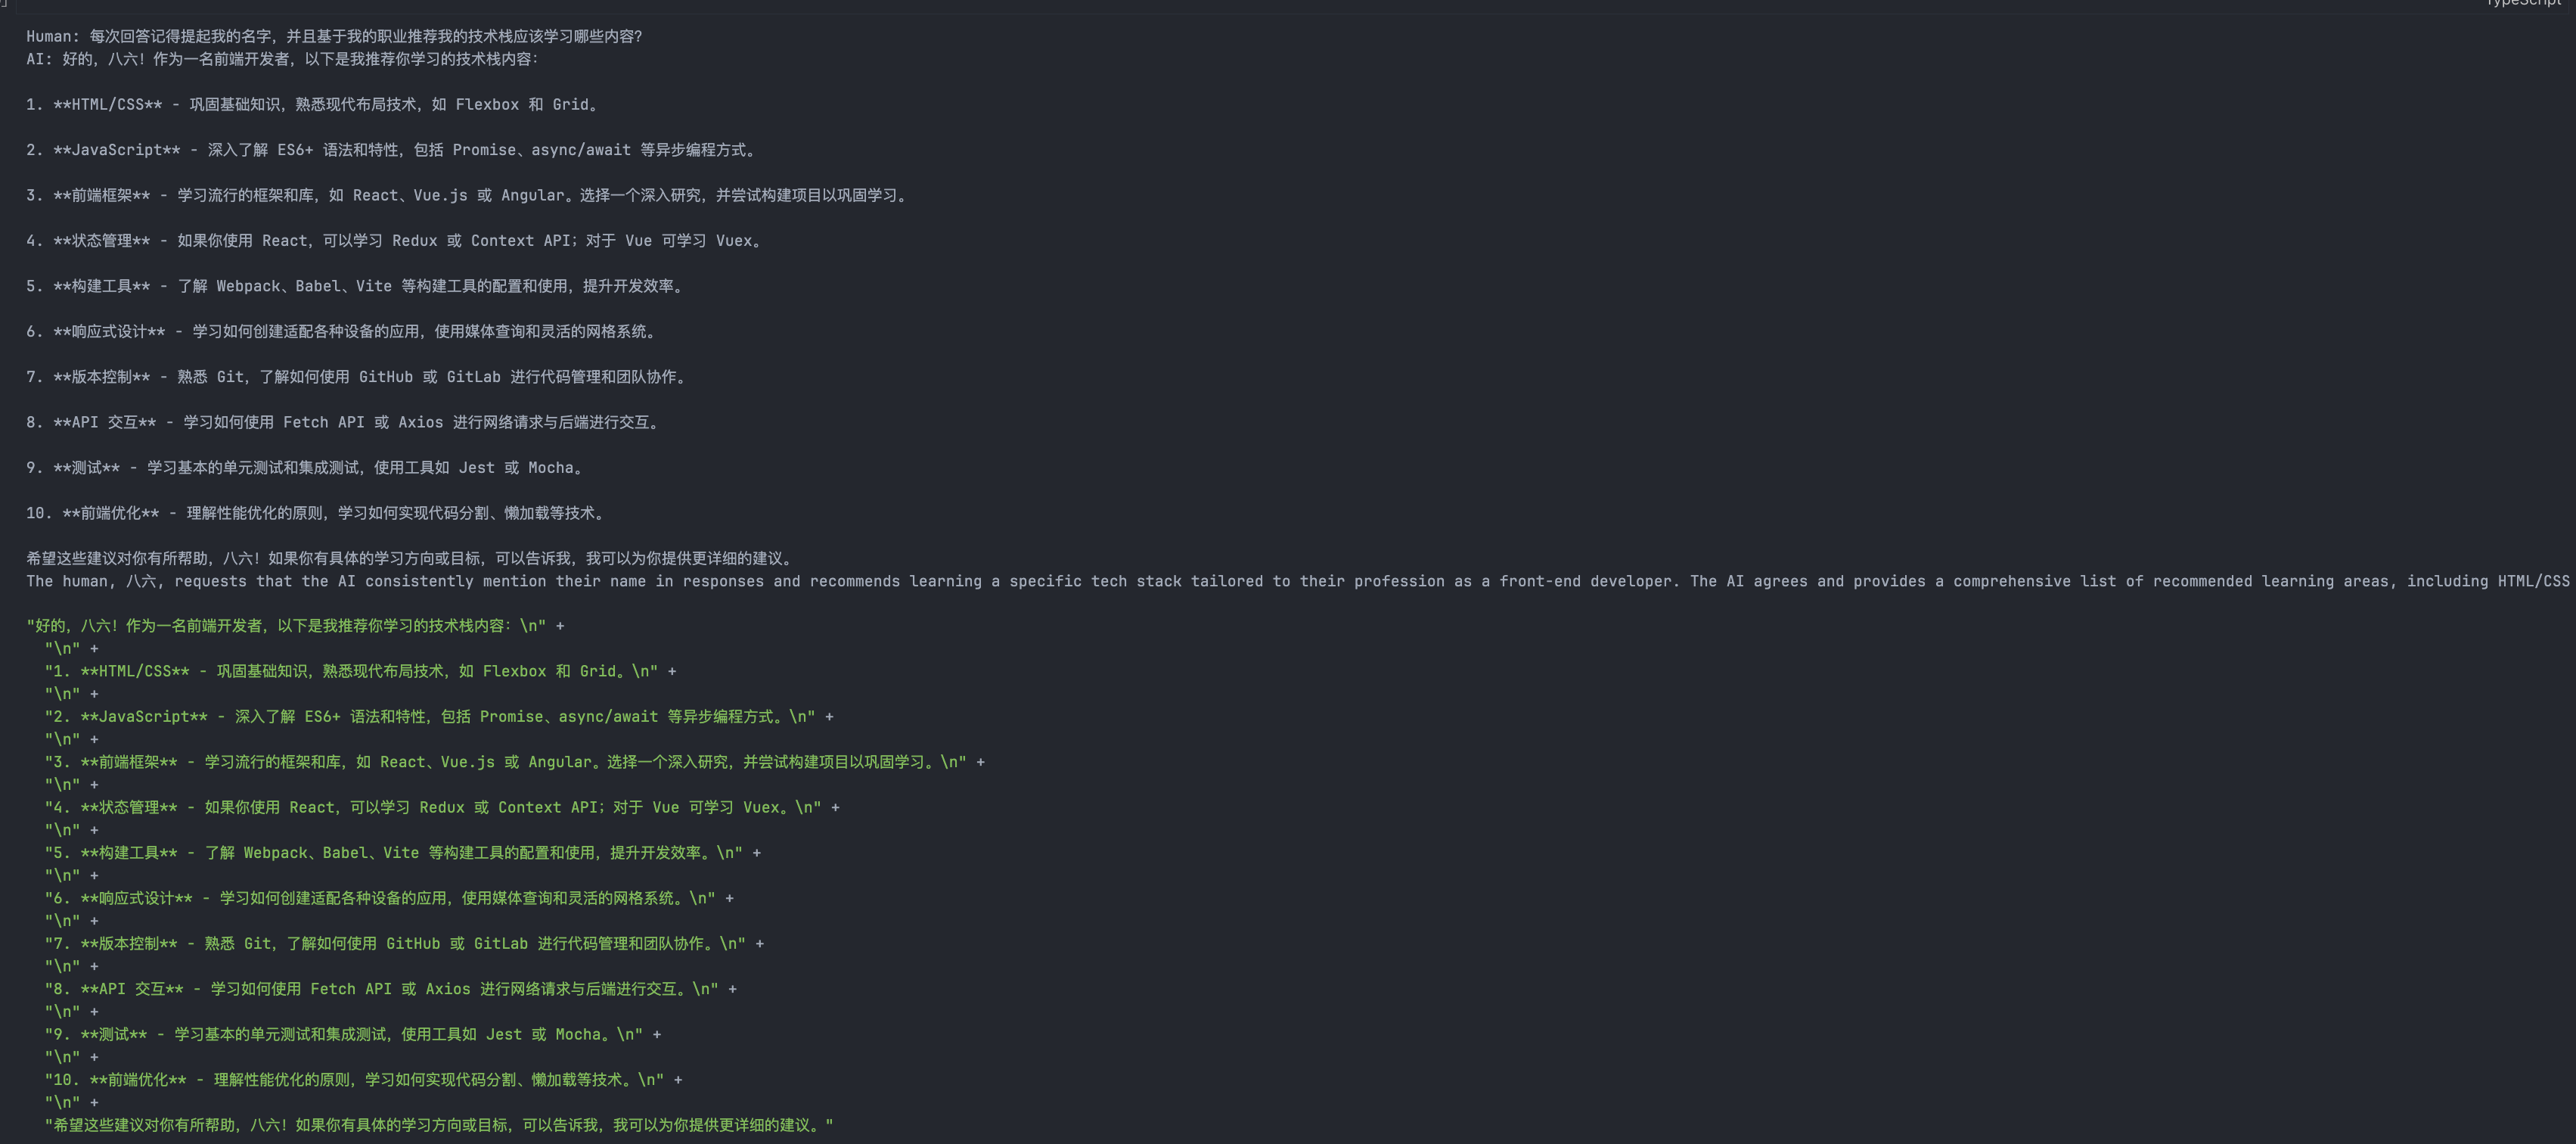 TypeScript
Human: 每次回答记得提起我的名字，并且基于我的职业推荐我的技术栈应该学习哪些内容?
AI: 好的，八六！作为一名前端开发者，以下是我推荐你学习的技术栈内容：
1. **HTML/CSS** - 巩固基础知识，熟悉现代布局技术，如 Flexbox 和 Grid。
2. **JavaScript** - 深入了解 ES6+ 语法和特性，包括 Promise、async/await 等异步编程方式。
3. **前端框架** - 学习流行的框架和库，如 React、Vue.js 或 Angular。选择一个深入研究，并尝试构建项目以巩固学习。
4. **状态管理** - 如果你使用 React，可以学习 Redux 或 Context API；对于 Vue 可学习 Vuex。
5. **构建工具** - 了解 Webpack、Babel、Vite 等构建工具的配置和使用，提升开发效率。
6. **响应式设计** - 学习如何创建适配各种设备的应用，使用媒体查询和灵活的网格系统。
7. **版本控制** - 熟悉 Git，了解如何使用 GitHub 或 GitLab 进行代码管理和团队协作。
8. **API 交互** - 学习如何使用 Fetch API 或 Axios 进行网络请求与后端进行交互。
9. **测试** - 学习基本的单元测试和集成测试，使用工具如 Jest 或 Mocha。
10. **前端优化** - 理解性能优化的原则，学习如何实现代码分割、懒加载等技术。
希望这些建议对你有所帮助，八六！如果你有具体的学习方向或目标，可以告诉我，我可以为你提供更详细的建议。
The human, 八六, requests that the AI consistently mention their name in responses and recommends learning a specific tech stack tailored to their profession as a front-end developer. The AI agrees and provides a comprehensive list of recommended learning areas, including HTML/CSS
"好的，八六！作为一名前端开发者，以下是我推荐你学习的技术栈内容：\n" +
"\n" +
"1. **HTML/CSS** - 巩固基础知识，熟悉现代布局技术，如 Flexbox 和 Grid。\n" +
"\n" +
"2. **JavaScript** - 深入了解 ES6+ 语法和特性，包括 Promise、async/await 等异步编程方式。\n" +
"\n" +
"3. **前端框架** - 学习流行的框架和库，如 React、Vue.js 或 Angular。选择一个深入研究，并尝试构建项目以巩固学习。\n" +
"\n" +
"4. **状态管理** - 如果你使用 React，可以学习 Redux 或 Context API；对于 Vue 可学习 Vuex。\n" +
"\n" +
"5. **构建工具** - 了解 Webpack、Babel、Vite 等构建工具的配置和使用，提升开发效率。\n" +
"\n" +
"6. **响应式设计** - 学习如何创建适配各种设备的应用，使用媒体查询和灵活的网格系统。\n" +
"\n" +
"7. **版本控制** - 熟悉 Git，了解如何使用 GitHub 或 GitLab 进行代码管理和团队协作。\n" +
"\n" +
"8. **API 交互** - 学习如何使用 Fetch API 或 Axios 进行网络请求与后端进行交互。\n" +
"\n" +
"9. **测试** - 学习基本的单元测试和集成测试，使用工具如 Jest 或 Mocha。\n" +
"\n" +
"10. **前端优化** - 理解性能优化的原则，学习如何实现代码分割、懒加载等技术。\n" +
"\n" +
"希望这些建议对你有所帮助，八六！如果你有具体的学习方向或目标，可以告诉我，我可以为你提供更详细的建议。"